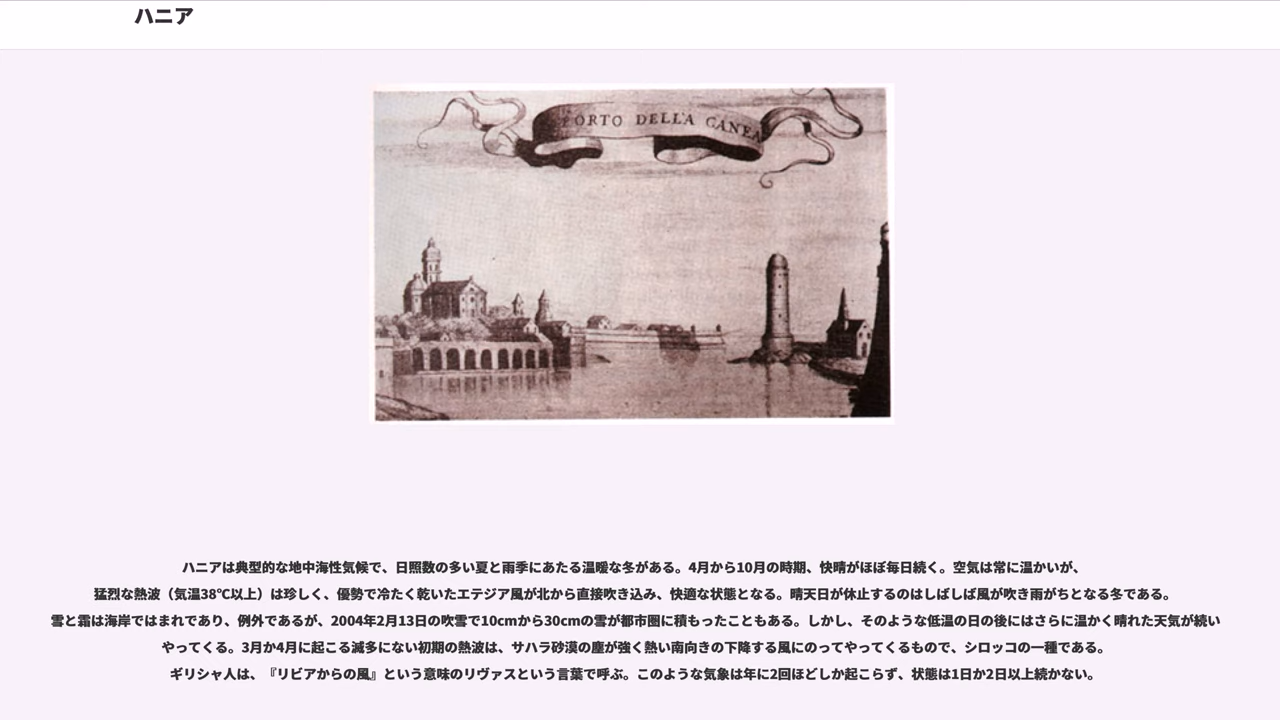 ハニア
PORTO DELLA CANEA
ハニアは典型的な地中海性気候で、日照数の多い夏と雨季にあたる温暖な冬がある。4月から10月の時期、快晴がほぼ毎日続く。空気は常に温かいが、
猛烈な熱波（気温38℃以上）は珍しく、優勢で冷たく乾いたエテジア風が北から直接吹き込み、快適な状態となる。晴天日が休止するのはしばしば風が吹き雨がちとなる冬である。
雪と霜は海岸ではまれであり、例外であるが、2004年2月13日の吹雪で10cmから30cmの雪が都市圏に積もったこともある。しかし、そのような低温の日の後にはさらに温かく晴れた天気が続い
やってくる。3月か4月に起こる滅多にない初期の熱波は、サハラ砂漠の塵が強く熱い南向きの下降する風にのってやってくるもので、シロッコの一種である。
ギリシャ人は、『リビアからの風』という意味のリヴァスという言葉で呼ぶ。このような気象は年に2回ほどしか起こらず、状態は1日か2日以上続かない。